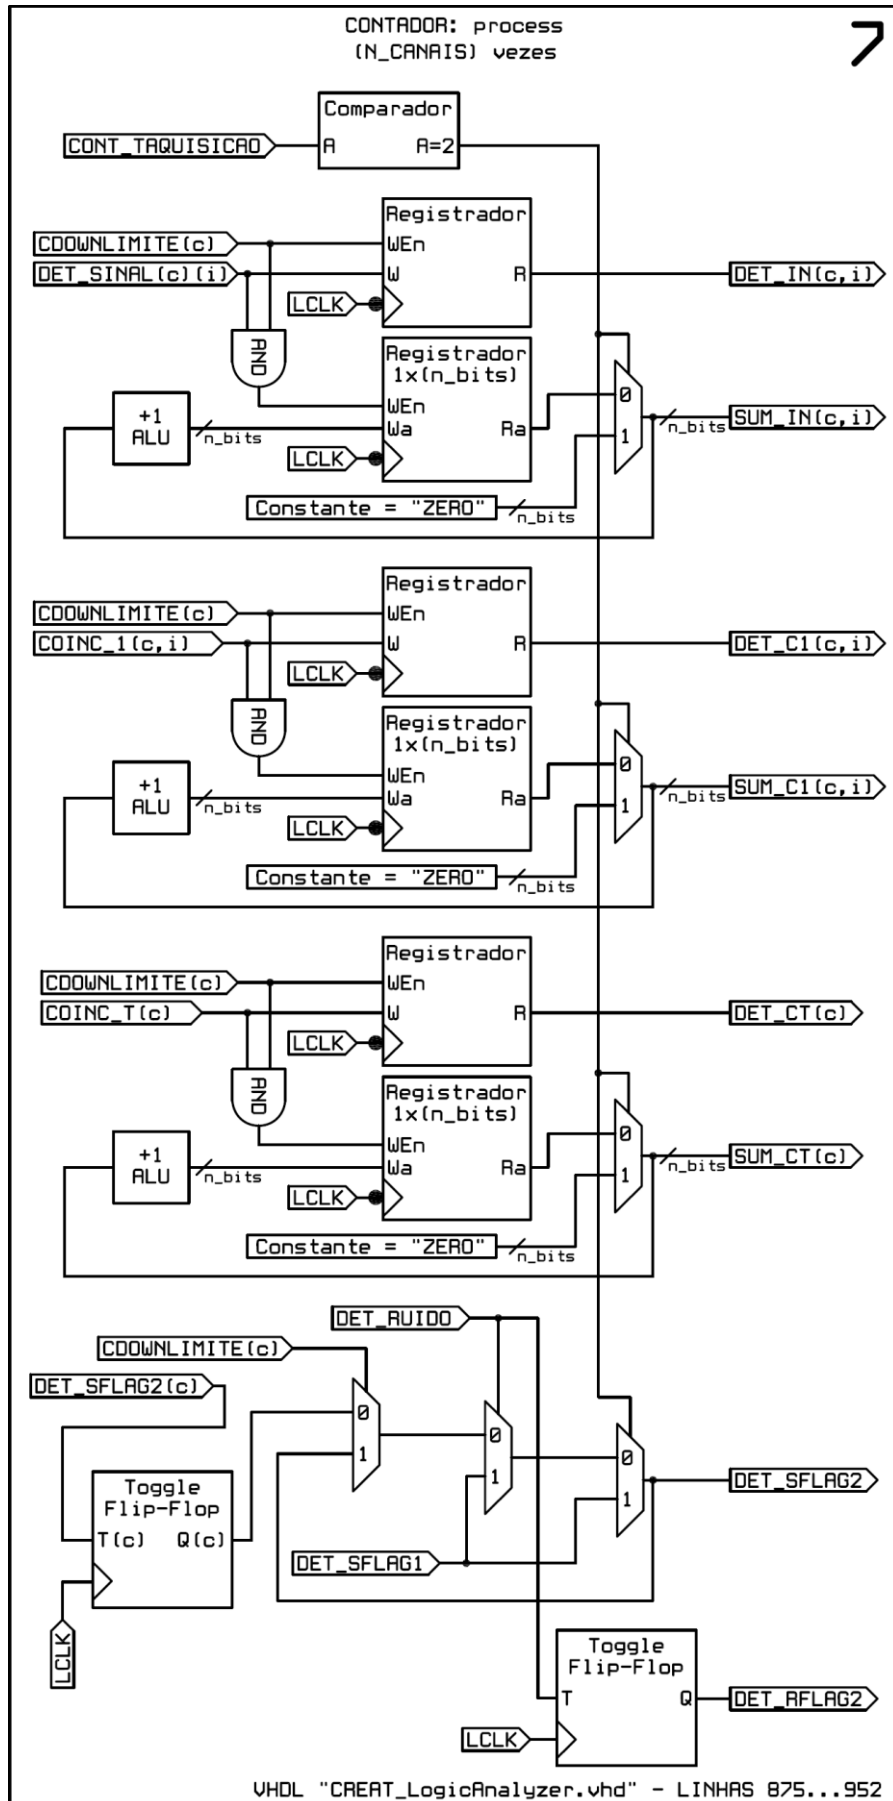 CONTADOR: process
(N_CANAIS) vezes
7
Comparador
CONT_TAQUISICAO
A
A=2
Registrador
CDOWNLIMITE(c)
WEn
DET_SINAL(c)(i)
W
R
DET_IN(c,i)
LCLK
AND
Registrador
1x(n_bits)
+1
ALU
n_bits
WEn
Wa
Ra
0
1
n_bits
SUM_IN(c,i)
LCLK
Constante = "ZERO"
n_bits
Registrador
CDOWNLIMITE(c)
WEn
COINC_1(c,i)
W
R
DET_C1(c,i)
LCLK
AND
Registrador
1x(n_bits)
+1
ALU
n_bits
WEn
Wa
Ra
0
1
n_bits
SUM_C1(c,i)
LCLK
Constante = "ZERO"
n_bits
Registrador
CDOWNLIMITE(c)
WEn
COINC_T(c)
W
R
DET_CT(c)
LCLK
AND
Registrador
1x(n_bits)
+1
ALU
n_bits
WEn
Wa
Ra
0
1
n_bits
SUM_CT(c)
LCLK
Constante = "ZERO"
n_bits
DET_RUIDO
CDOWNLIMITE(c)
DET_SFLAG2(c)
0
1
0
1
0
1
DET_SFLAG2
Toggle
Flip-Flop
T(c)
Q(c)
DET_SFLAG1
LCLK
Toggle
Flip-Flop
T
Q
DET_RFLAG2
LCLK
VHDL "CREAT_LogicAnalyzer.vhd" - LINHAS 875...952